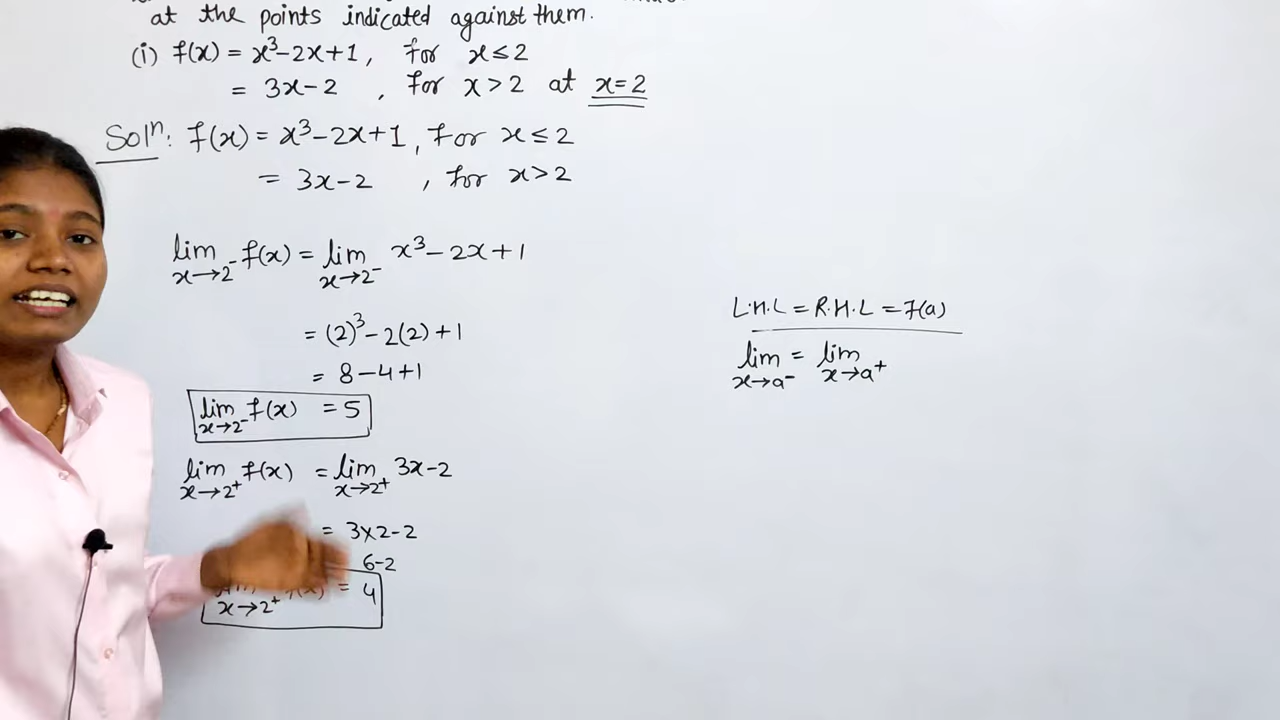 at the points indicated against them.
(i) f(x) = x³-2x+1, for x≤2
= 3x-2 , for x>2 at x=2
Solⁿ: f(x) = x³-2x+1, for x≤2
= 3x-2 , for x>2
lim x→2⁻ f(x) = lim x→2⁻ x³-2x+1
= (2)³-2(2)+1
= 8-4+1
lim x→2⁻ f(x) = 5
lim x→2⁺ f(x) = lim x→2⁺ 3x-2
= 3x2-2
6-2
x→2⁺ f(x) = 4
L.H.L = R.H.L = f(a)
lim x→a⁻ = lim x→a⁺